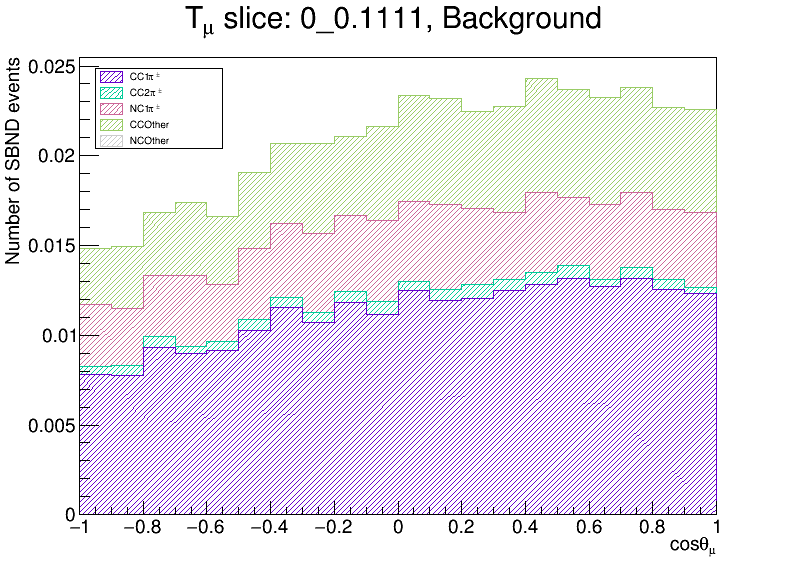 T_μ slice: 0_0.1111, Background
Number of SBND events
0.025
0.02
0.015
0.01
0.005
0
CC1π ±
CC2π ±
NC1π ±
CCOther
NCOther
−1 −0.8 −0.6 −0.4 −0.2 0 0.2 0.4 0.6 0.8 1
cosθ_μ